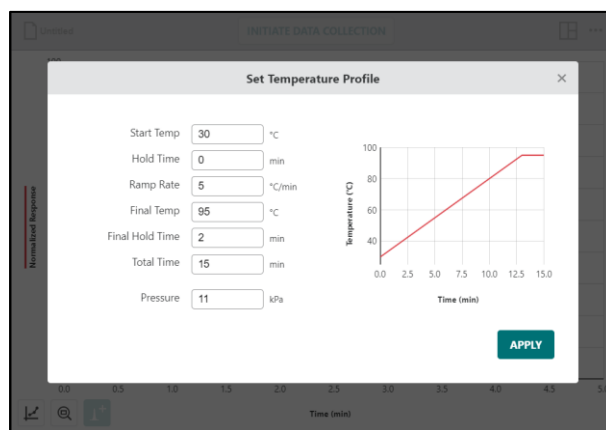 Untitled
INITIATE DATA COLLECTION
Set Temperature Profile
Start Temp 30 °C
Hold Time 0 min
Ramp Rate 5 °C/min
Final Temp 95 °C
Final Hold Time 2 min
Total Time 15 min
Pressure 11 kPa
Temperature (°C)
100
80
60
40
0.0 2.5 5.0 7.5 10.0 12.5 15.0
Time (min)
APPLY
Normalized Response
0.0 0.5 1.0 1.5 2.0 2.5 3.0 3.5 4.0 4.5
Time (min)